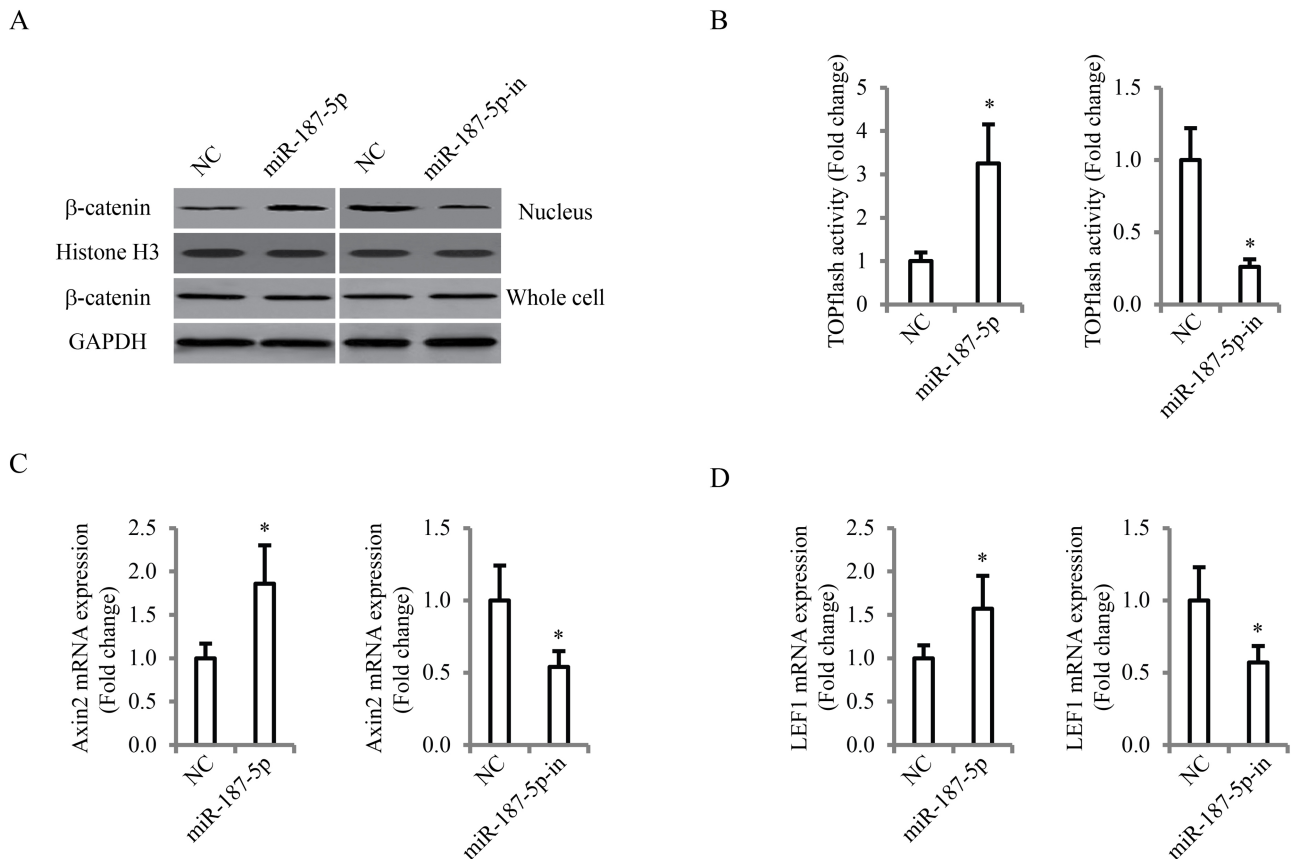 A
NC
miR-187-5p
NC
miR-187-5p-in
β-catenin
Nucleus
Histone H3
β-catenin
Whole cell
GAPDH
B
TOPflash activity (Fold change)
5
4
3
2
1
0
*
NC
miR-187-5p
TOPflash activity (Fold change)
1.5
1.0
0.5
0.0
*
NC
miR-187-5p-in
C
Axin2 mRNA expression
(Fold change)
2.5
2.0
1.5
1.0
0.5
0.0
*
NC
miR-187-5p
Axin2 mRNA expression
(Fold change)
1.5
1.0
0.5
0.0
*
NC
miR-187-5p-in
D
LEF1 mRNA expression
(Fold change)
2.5
2.0
1.5
1.0
0.5
0.0
*
NC
miR-187-5p
LEF1 mRNA expression
(Fold change)
1.5
1.0
0.5
0.0
*
NC
miR-187-5p-in